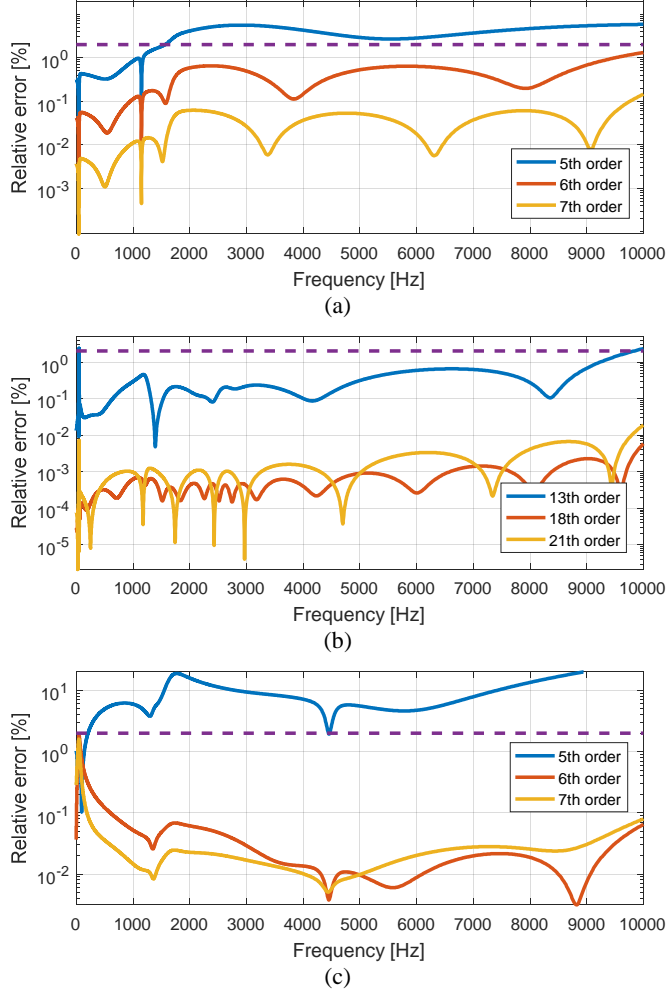 Relative error [%]
10^0
10^-1
10^-2
10^-3
5th order
6th order
7th order
0 1000 2000 3000 4000 5000 6000 7000 8000 9000 10000
Frequency [Hz]
(a)
Relative error [%]
10^0
10^-1
10^-2
10^-3
10^-4
10^-5
13th order
18th order
21th order
0 1000 2000 3000 4000 5000 6000 7000 8000 9000 10000
Frequency [Hz]
(b)
Relative error [%]
10^1
10^0
10^-1
10^-2
5th order
6th order
7th order
0 1000 2000 3000 4000 5000 6000 7000 8000 9000 10000
Frequency [Hz]
(c)